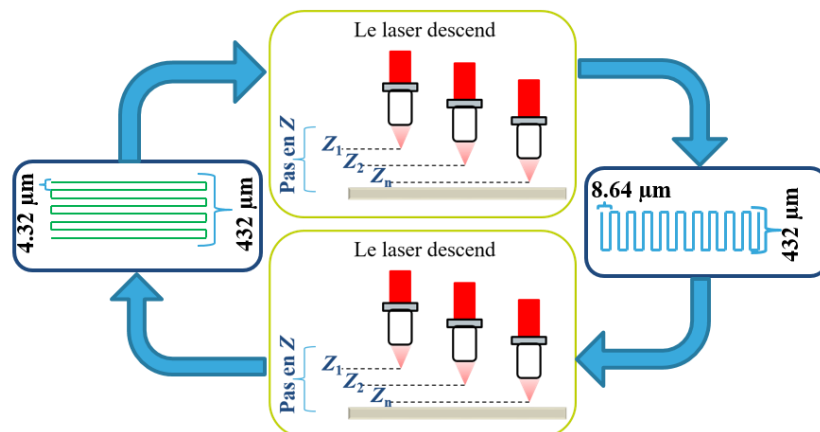 Le laser descend
Pas en Z
Z1
Z2
Zn
4.32 µm
432 µm
8.64 µm
432 µm
Le laser descend
Pas en Z
Z1
Z2
Zn